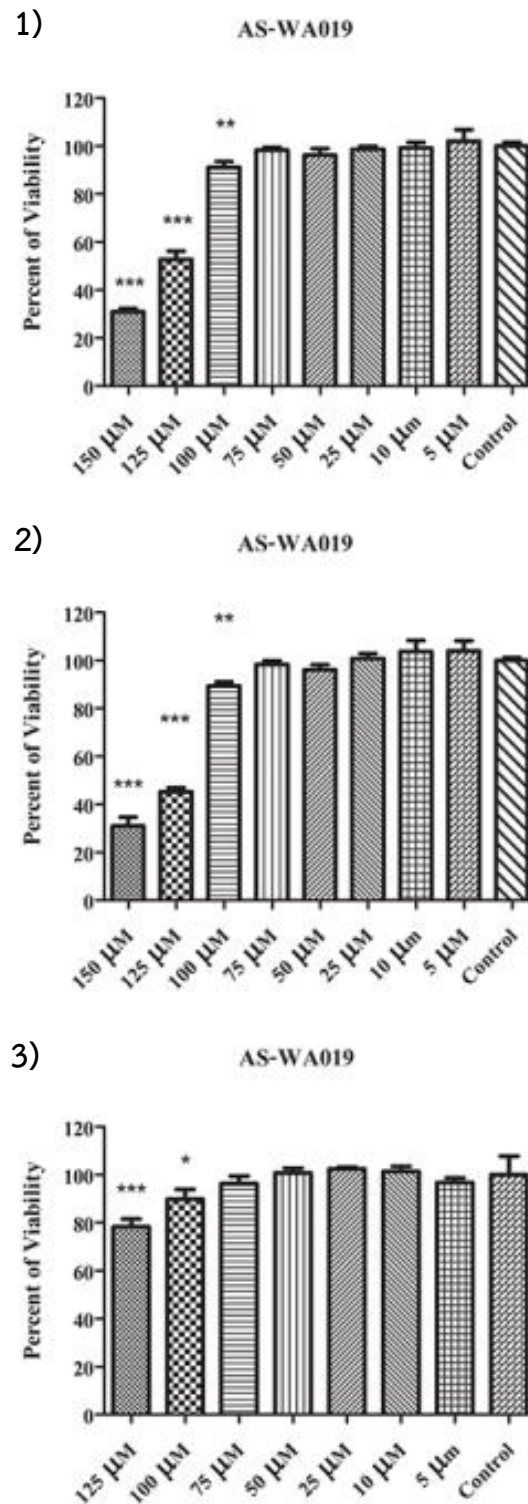 1)
AS-WA019
Percent of Viability
120
100
80
60
40
20
0
**
***
***
150 µM
125 µM
100 µM
75 µM
50 µM
25 µM
10 µm
5 µM
Control
2)
AS-WA019
Percent of Viability
120
100
80
60
40
20
0
**
***
***
150 µM
125 µM
100 µM
75 µM
50 µM
25 µM
10 µm
5 µM
Control
3)
AS-WA019
Percent of Viability
120
100
80
60
40
20
0
*
***
125 µM
100 µM
75 µM
50 µM
25 µM
10 µM
5 µm
Control